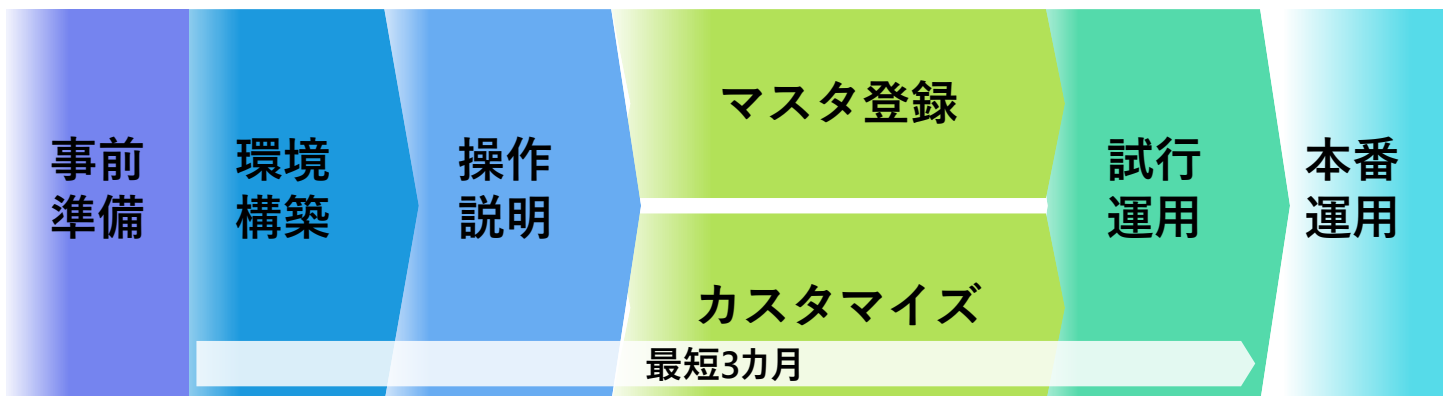 事前
準備
環境
構築
操作
説明
マスタ登録
カスタマイズ
試行
運用
本番
運用
最短3カ月